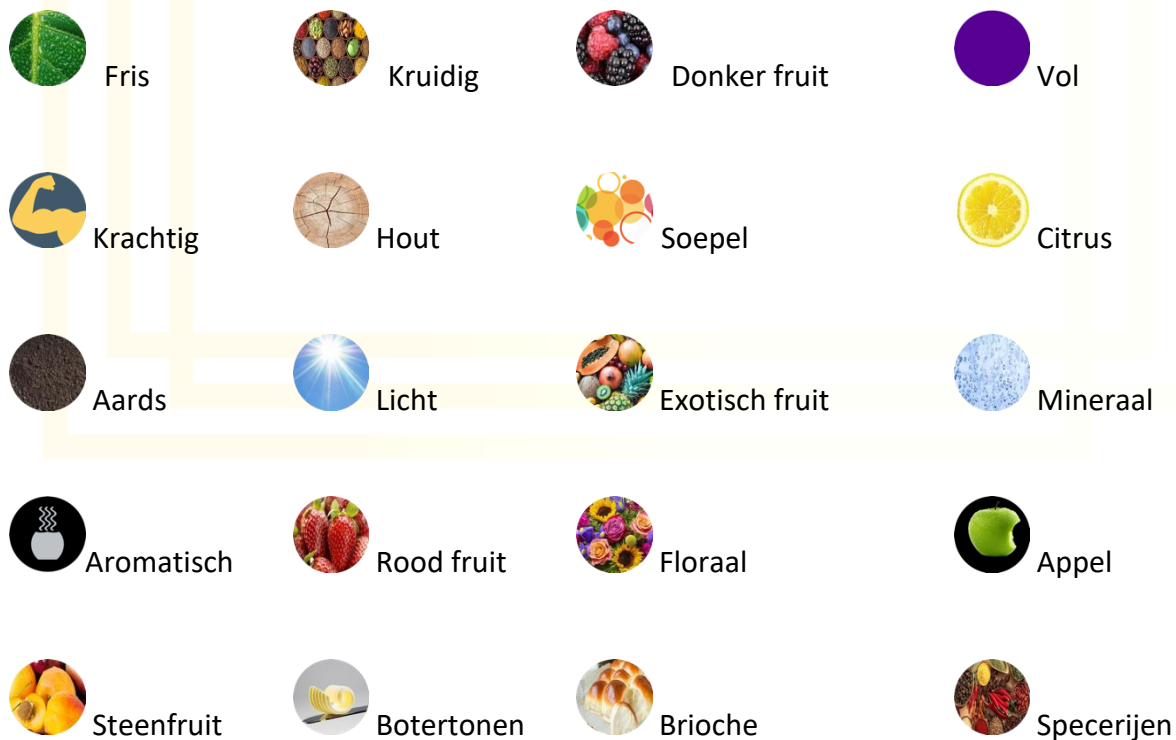 Fris Kruidig Donker fruit Vol
Krachtig Hout Soepel Citrus
Aards Licht Exotisch fruit Mineraal
Aromatisch Rood fruit Floraal Appel
Steenfruit Botertonen Brioche Specerijen